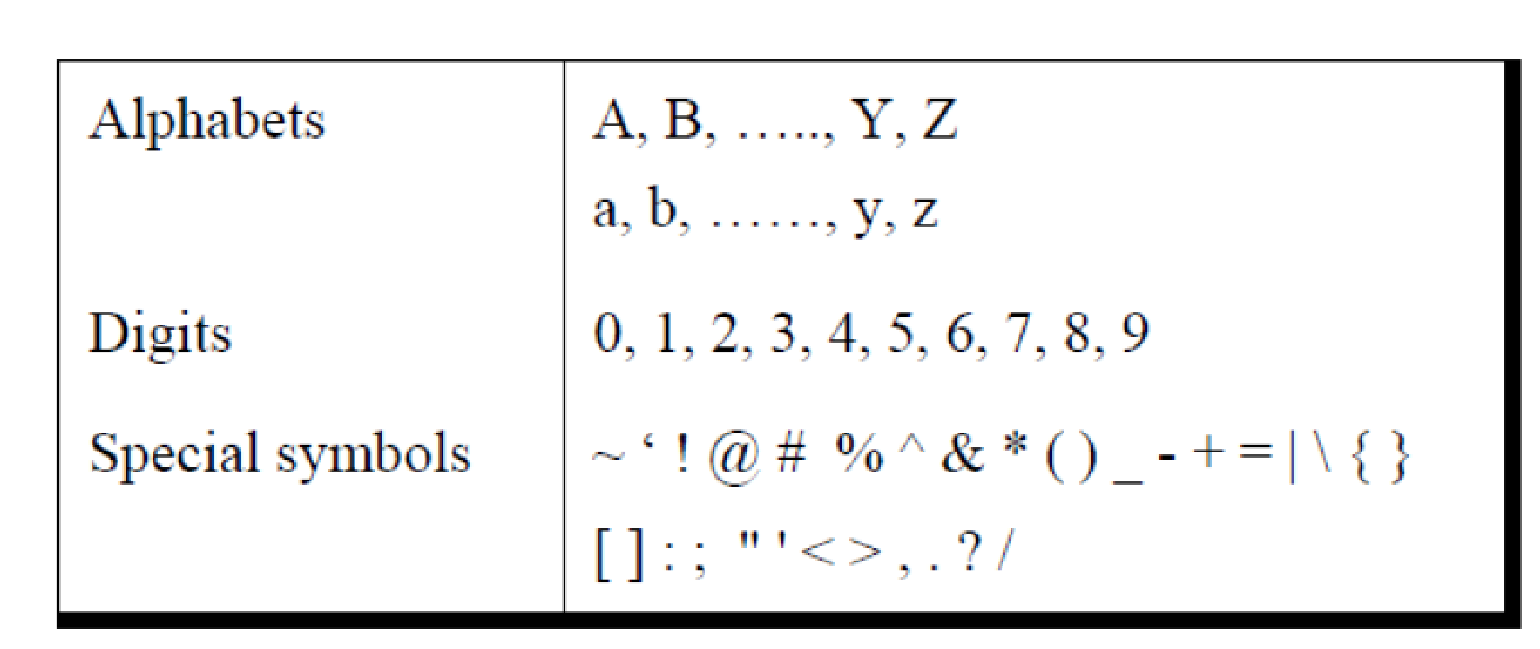 Alphabets A, B, ….., Y, Z
a, b, ……, y, z
Digits 0, 1, 2, 3, 4, 5, 6, 7, 8, 9
Special symbols ~ ‘ ! @ # % ^ & * ( ) _ - + = | \ { }
[ ] : ; " ' < > , . ? /